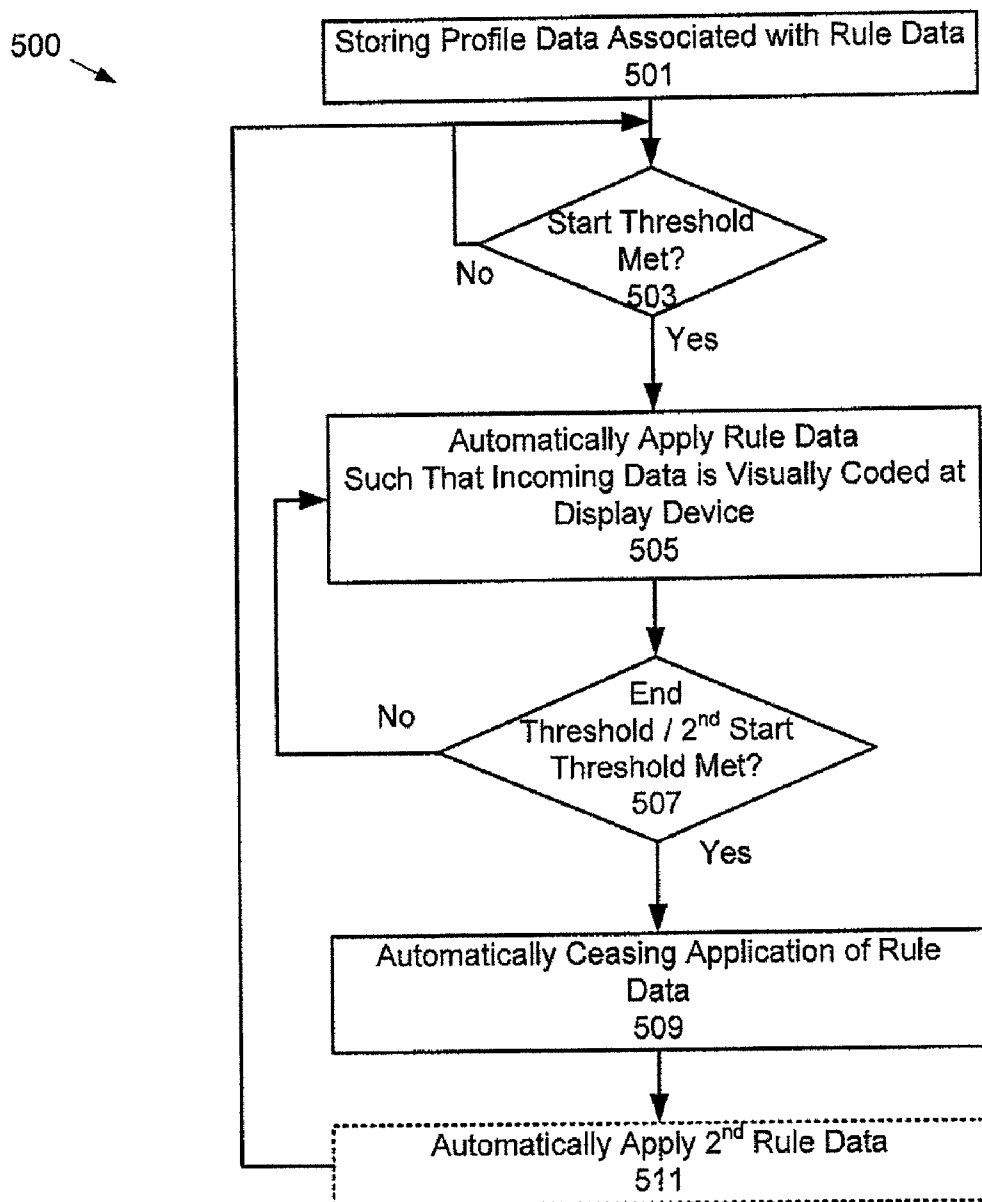 500
Storing Profile Data Associated with Rule Data
501
Start Threshold
Met?
503
No
Yes
Automatically Apply Rule Data
Such That Incoming Data is Visually Coded at
Display Device
505
End
Threshold / 2nd Start
Threshold Met?
507
No
Yes
Automatically Ceasing Application of Rule
Data
509
Automatically Apply 2nd Rule Data
511